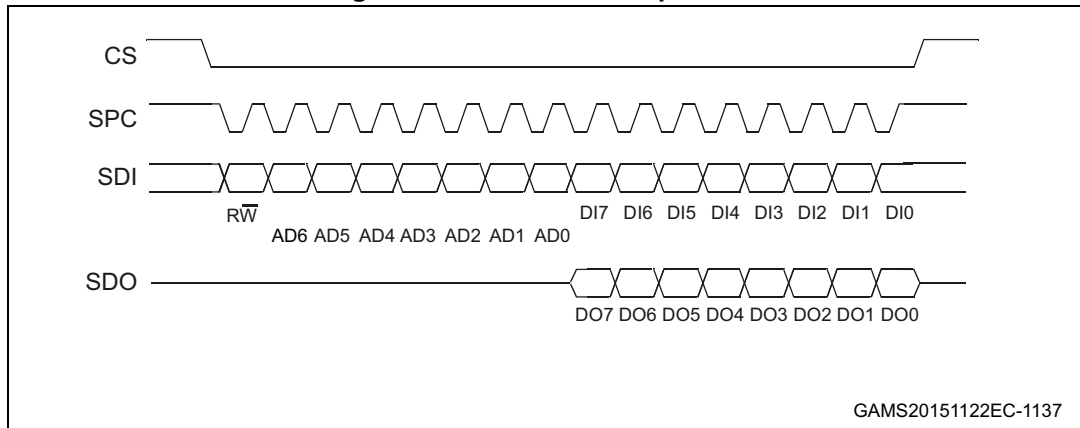 CS
SPC
SDI
RW DI7 DI6 DI5 DI4 DI3 DI2 DI1 DI0
AD6 AD5 AD4 AD3 AD2 AD1 AD0
SDO
DO7 DO6 DO5 DO4 DO3 DO2 DO1 DO0
GAMS20151122EC-1137